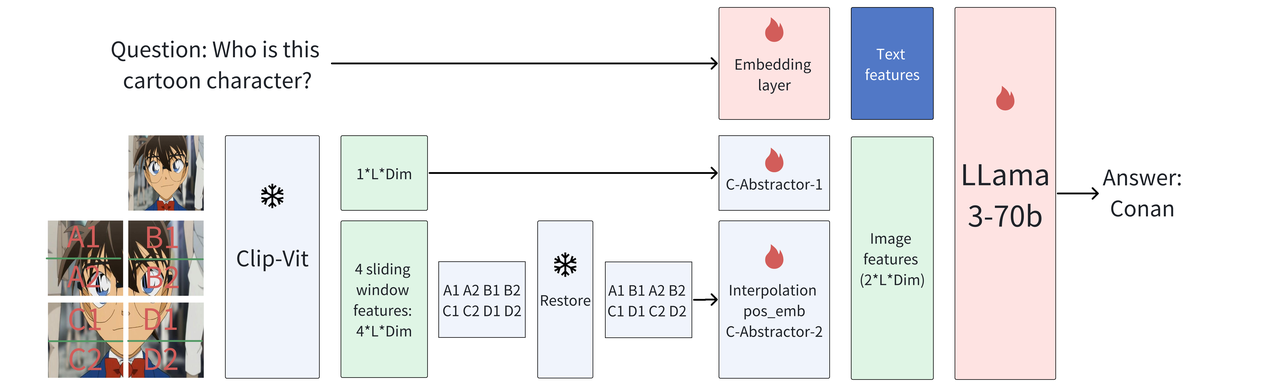 Question: Who is this
cartoon character?
Embedding
layer
Text
features
1*L*Dim
C-Abstractor-1
LLama
3-70b
Answer:
Conan
A1 B1
A2 B2
C1 D1
C2 D2
Clip-Vit
4 sliding
window
features:
4*L*Dim
A1 A2 B1 B2
C1 C2 D1 D2
Restore
A1 B1 A2 B2
C1 D1 C2 D2
Interpolation
pos_emb
C-Abstractor-2
Image
features
(2*L*Dim)